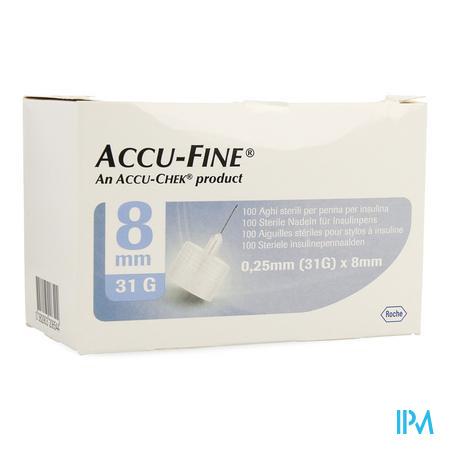 ACCU-FINE®
An ACCU-CHEK® product
8
mm
31 G
100 Aghi sterili per penna per insulina
100 Sterile Nadeln für Insulinpens
100 Aiguilles stériles pour stylos à insuline
100 Steriele insulinepennaalden
0,25mm (31G) x 8mm
Roche
IPM